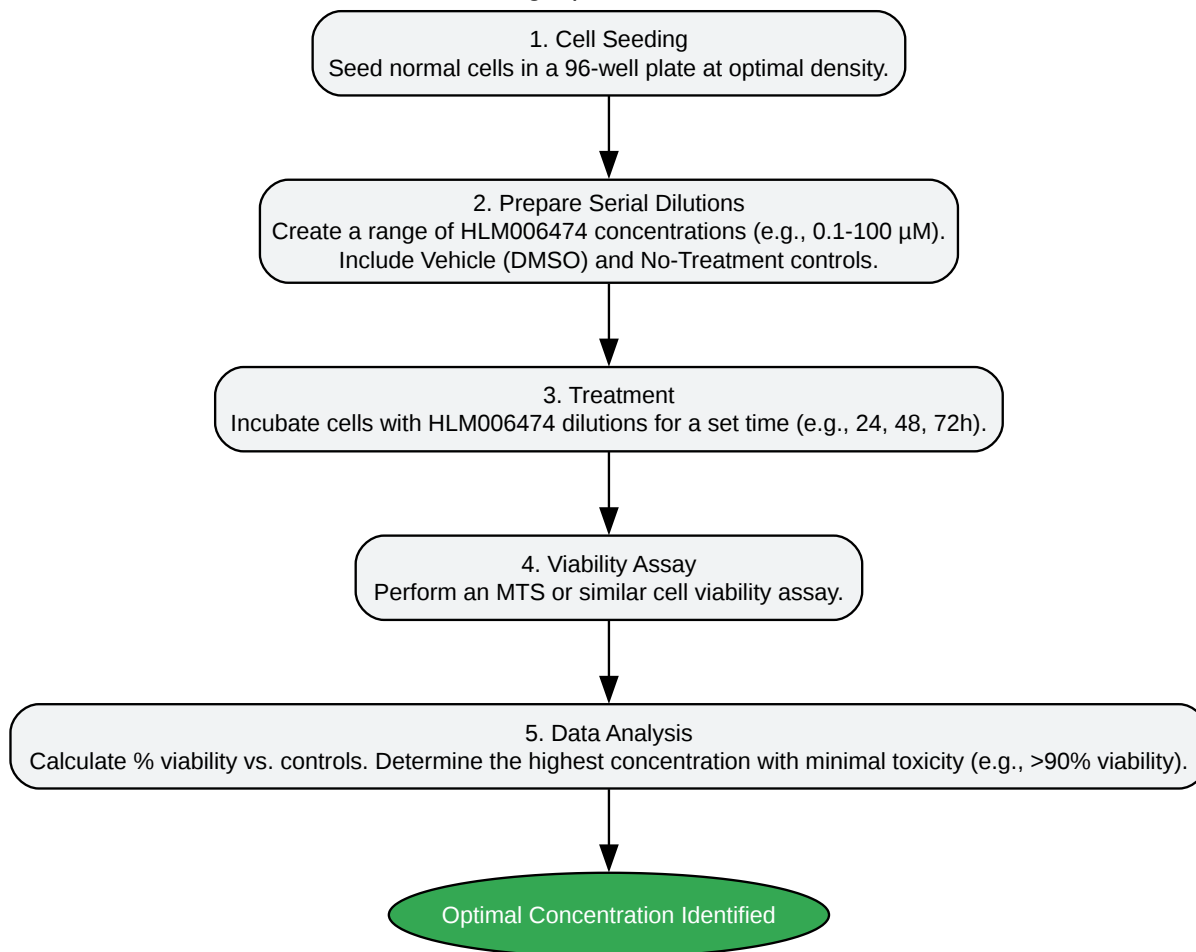 1. Cell Seeding
Seed normal cells in a 96-well plate at optimal density.
2. Prepare Serial Dilutions
Create a range of HLM006474 concentrations (e.g., 0.1-100 µM).
Include Vehicle (DMSO) and No-Treatment controls.
3. Treatment
Incubate cells with HLM006474 dilutions for a set time (e.g., 24, 48, 72h).
4. Viability Assay
Perform an MTS or similar cell viability assay.
5. Data Analysis
Calculate % viability vs. controls. Determine the highest concentration with minimal toxicity (e.g., >90% viability).
Optimal Concentration Identified